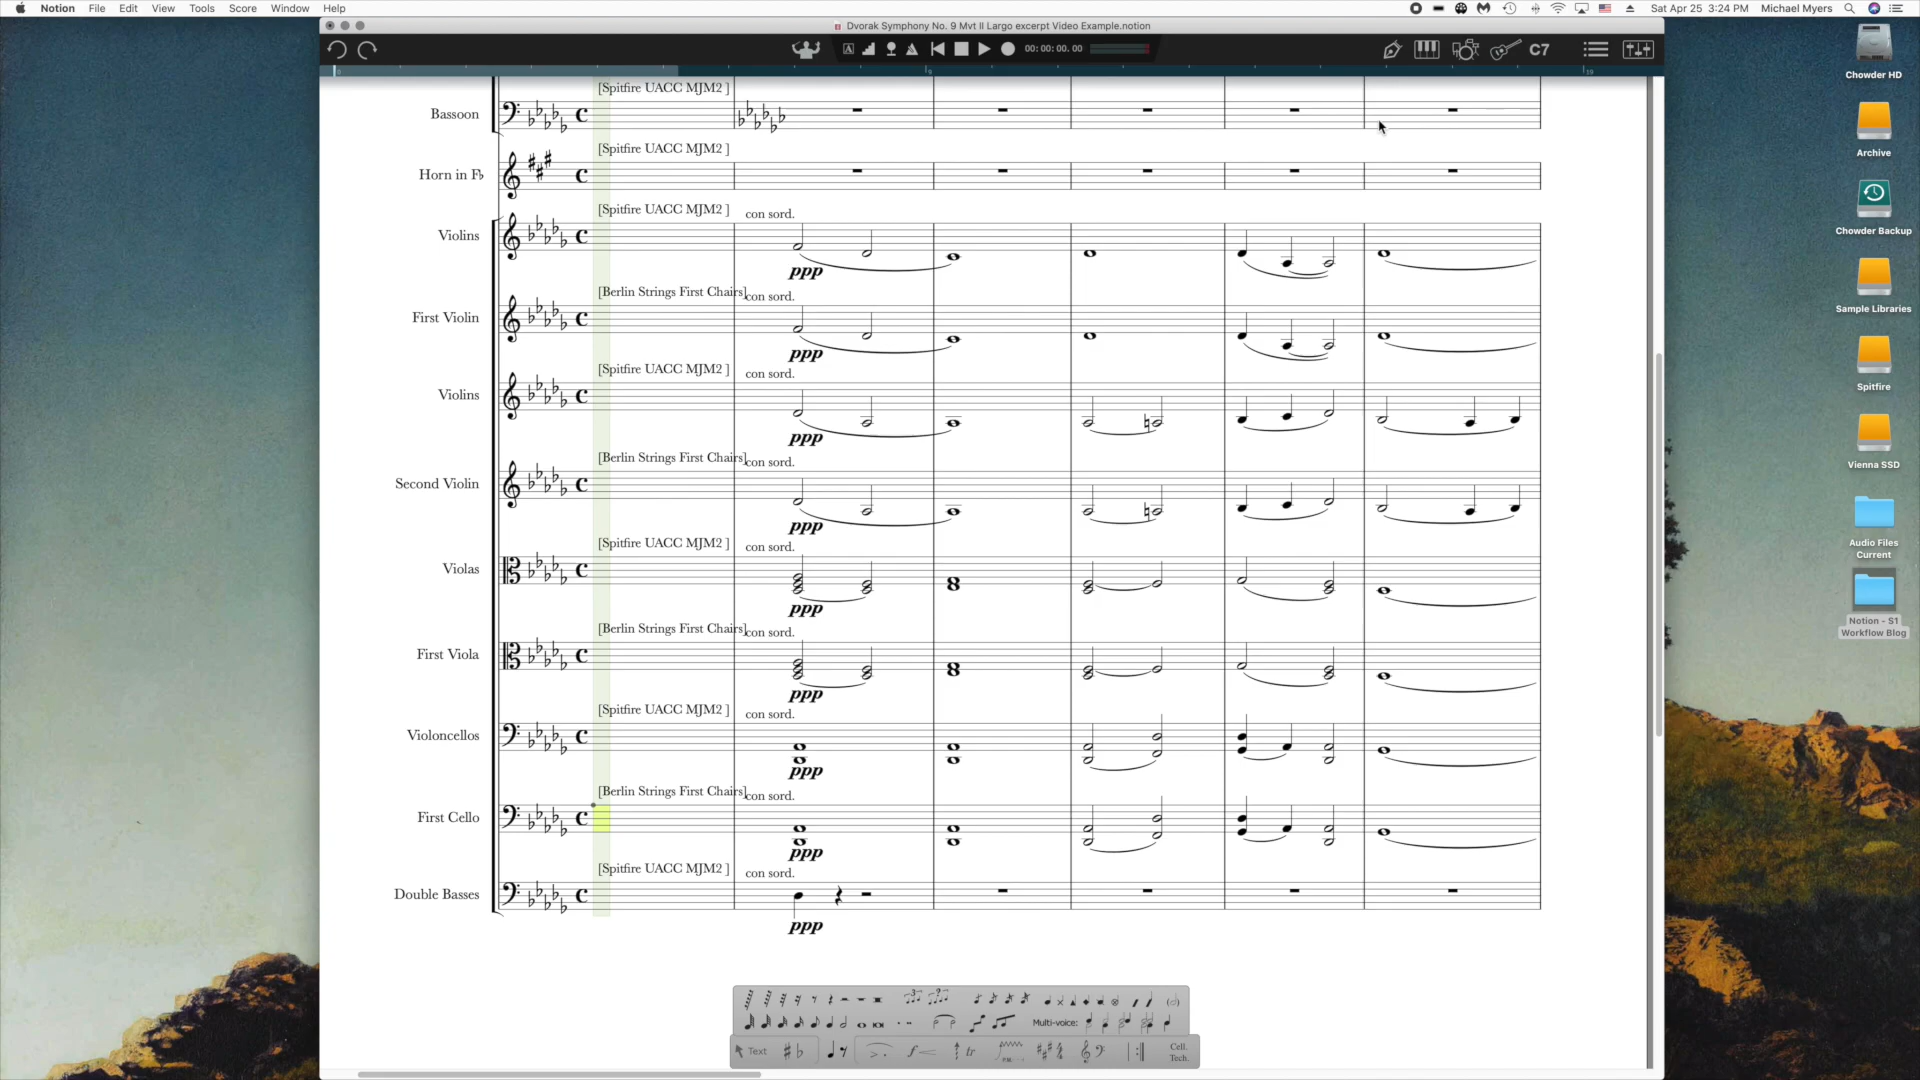 Notion File Edit View Tools Score Window Help
Sat Apr 25 3:24 PM Michael Myers
Dvorak Symphony No. 9 Mvt II Largo excerpt Video Example.notion
A 00:00:00. 00 C7
9
19
[Spitfire UACC MJM2 ]
Bassoon
[Spitfire UACC MJM2 ]
Horn in F♭
[Spitfire UACC MJM2 ] con sord.
Violins
ppp
[Berlin Strings First Chairs] con sord.
First Violin
ppp
[Spitfire UACC MJM2 ] con sord.
Violins
ppp
[Berlin Strings First Chairs] con sord.
Second Violin
ppp
[Spitfire UACC MJM2 ] con sord.
Violas
ppp
[Berlin Strings First Chairs] con sord.
First Viola
ppp
[Spitfire UACC MJM2 ] con sord.
Violoncellos
ppp
[Berlin Strings First Chairs] con sord.
First Cello
ppp
[Spitfire UACC MJM2 ] con sord.
Double Basses
ppp
Multi-voice:
Text
tr
Cell.
Tech.
Chowder HD
Archive
Chowder Backup
Sample Libraries
Spitfire
Vienna SSD
Audio Files
Current
Notion - S1
Workflow Blog